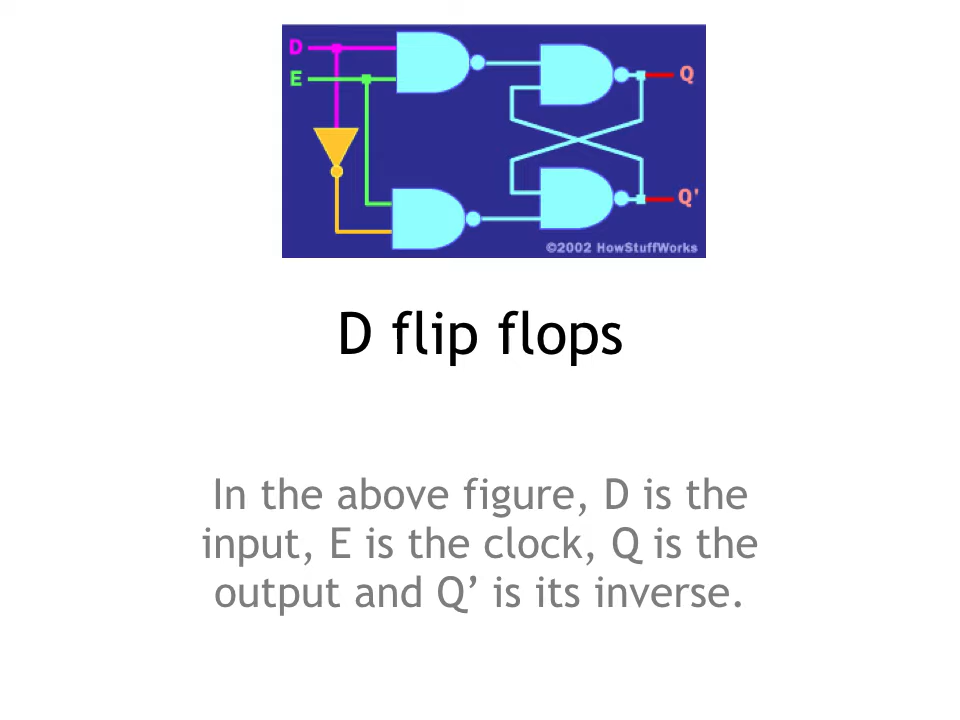 D
E
Q
Q'
©2002 HowStuffWorks
D flip flops
In the above figure, D is the
input, E is the clock, Q is the
output and Q’ is its inverse.